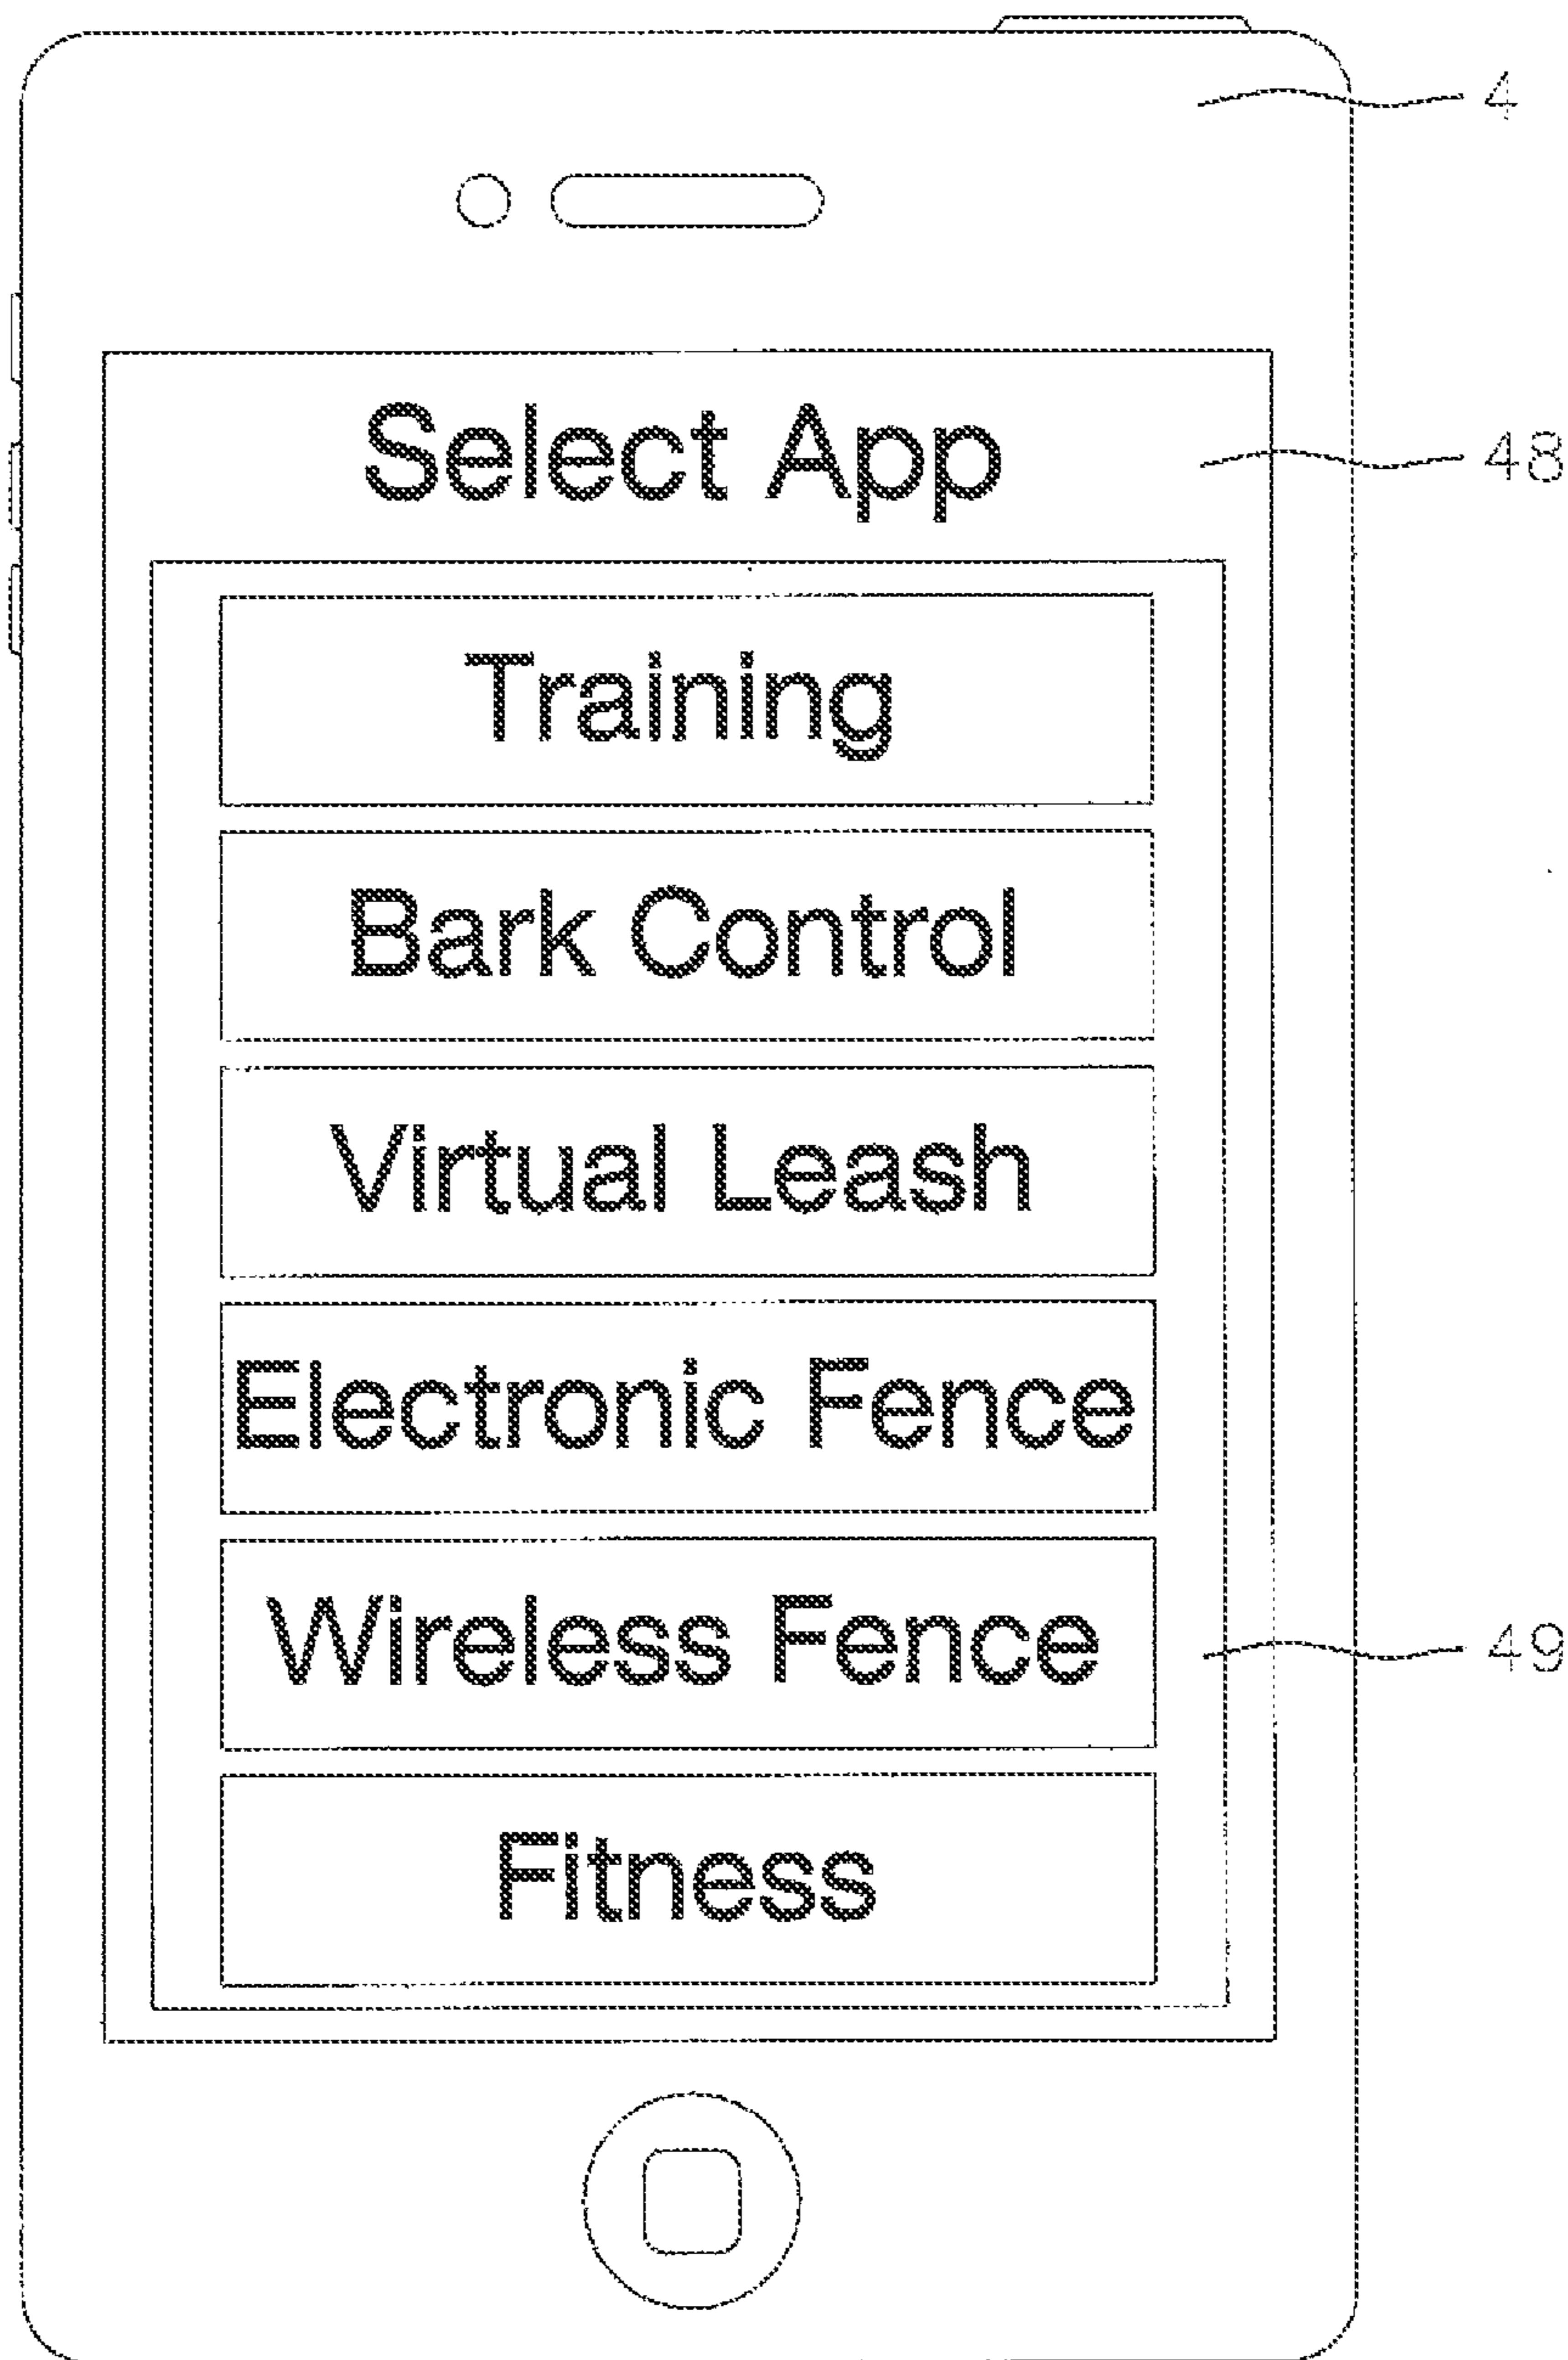 4
Select App
48
Training
Bark Control
Virtual Leash
Electronic Fence
Wireless Fence
49
Fitness